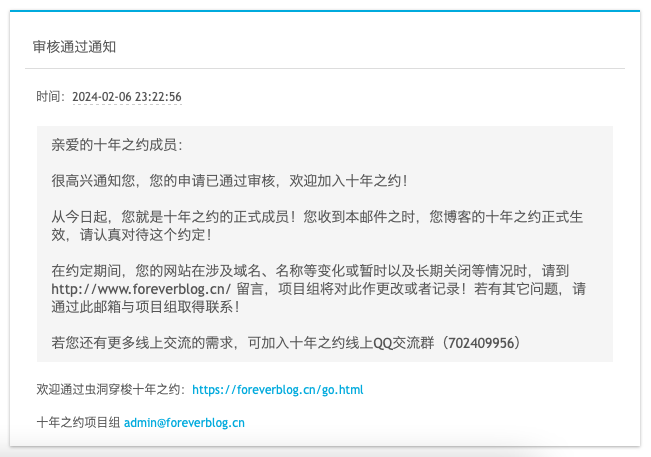 审核通过通知
时间：2024-02-06 23:22:56
亲爱的十年之约成员：
很高兴通知您，您的申请已通过审核，欢迎加入十年之约！
从今日起，您就是十年之约的正式成员！您收到本邮件之时，您博客的十年之约正式生
效，请认真对待这个约定！
在约定期间，您的网站在涉及域名、名称等变化或暂时以及长期关闭等情况时，请到
http://www.foreverblog.cn/ 留言，项目组将对此作更改或者记录！若有其它问题，请
通过此邮箱与项目组取得联系！
若您还有更多线上交流的需求，可加入十年之约线上QQ交流群（702409956）
欢迎通过虫洞穿梭十年之约：https://foreverblog.cn/go.html
十年之约项目组 admin@foreverblog.cn